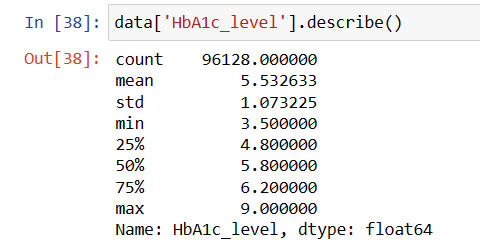 In [38]: data['HbA1c_level'].describe()
Out[38]: count    96128.000000
mean         5.532633
std          1.073225
min          3.500000
25%          4.800000
50%          5.800000
75%          6.200000
max          9.000000
Name: HbA1c_level, dtype: float64